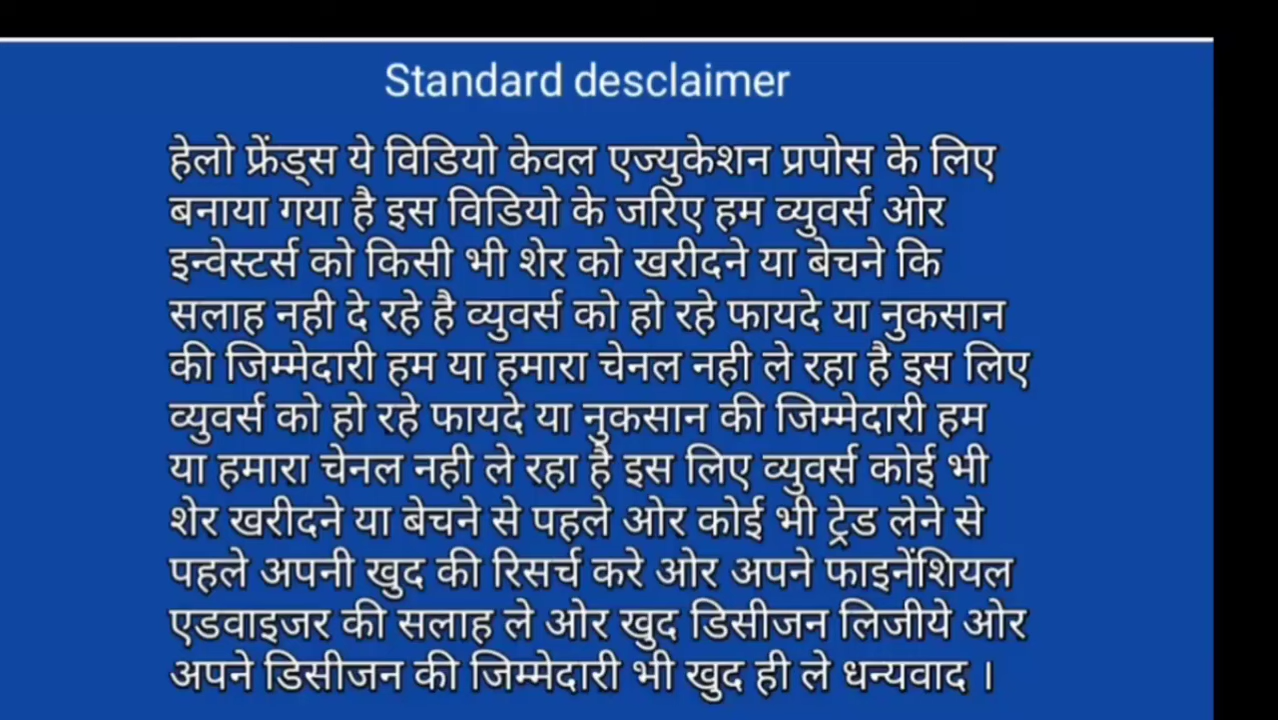 Standard desclaimer
हेलो फ्रेंड्स ये विडियो केवल एज्युकेशन प्रपोस के लिए
बनाया गया है इस विडियो के जरिए हम व्युवर्स ओर
इन्वेस्टर्स को किसी भी शेर को खरीदने या बेचने कि
सलाह नही दे रहे है व्युवर्स को हो रहे फायदे या नुकसान
की जिम्मेदारी हम या हमारा चेनल नही ले रहा है इस लिए
व्युवर्स को हो रहे फायदे या नुकसान की जिम्मेदारी हम
या हमारा चेनल नही ले रहा है इस लिए व्युवर्स कोई भी
शेर खरीदने या बेचने से पहले ओर कोई भी ट्रेड लेने से
पहले अपनी खुद की रिसर्च करे ओर अपने फाइनेंशियल
एडवाइजर की सलाह ले ओर खुद डिसीजन लिजीये ओर
अपने डिसीजन की जिम्मेदारी भी खुद ही ले धन्यवाद ।